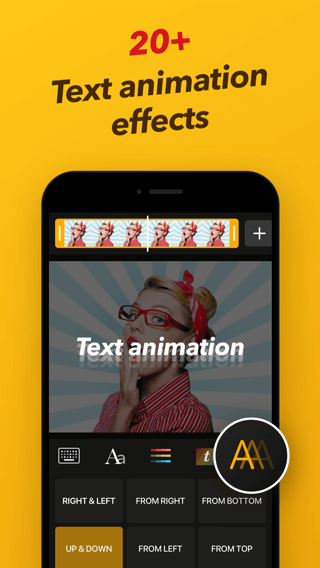 20+
Text animation
effects
+
Text animation
Aa
t
AAA
RIGHT & LEFT
FROM RIGHT
FROM BOTTOM
UP & DOWN
FROM LEFT
FROM TOP